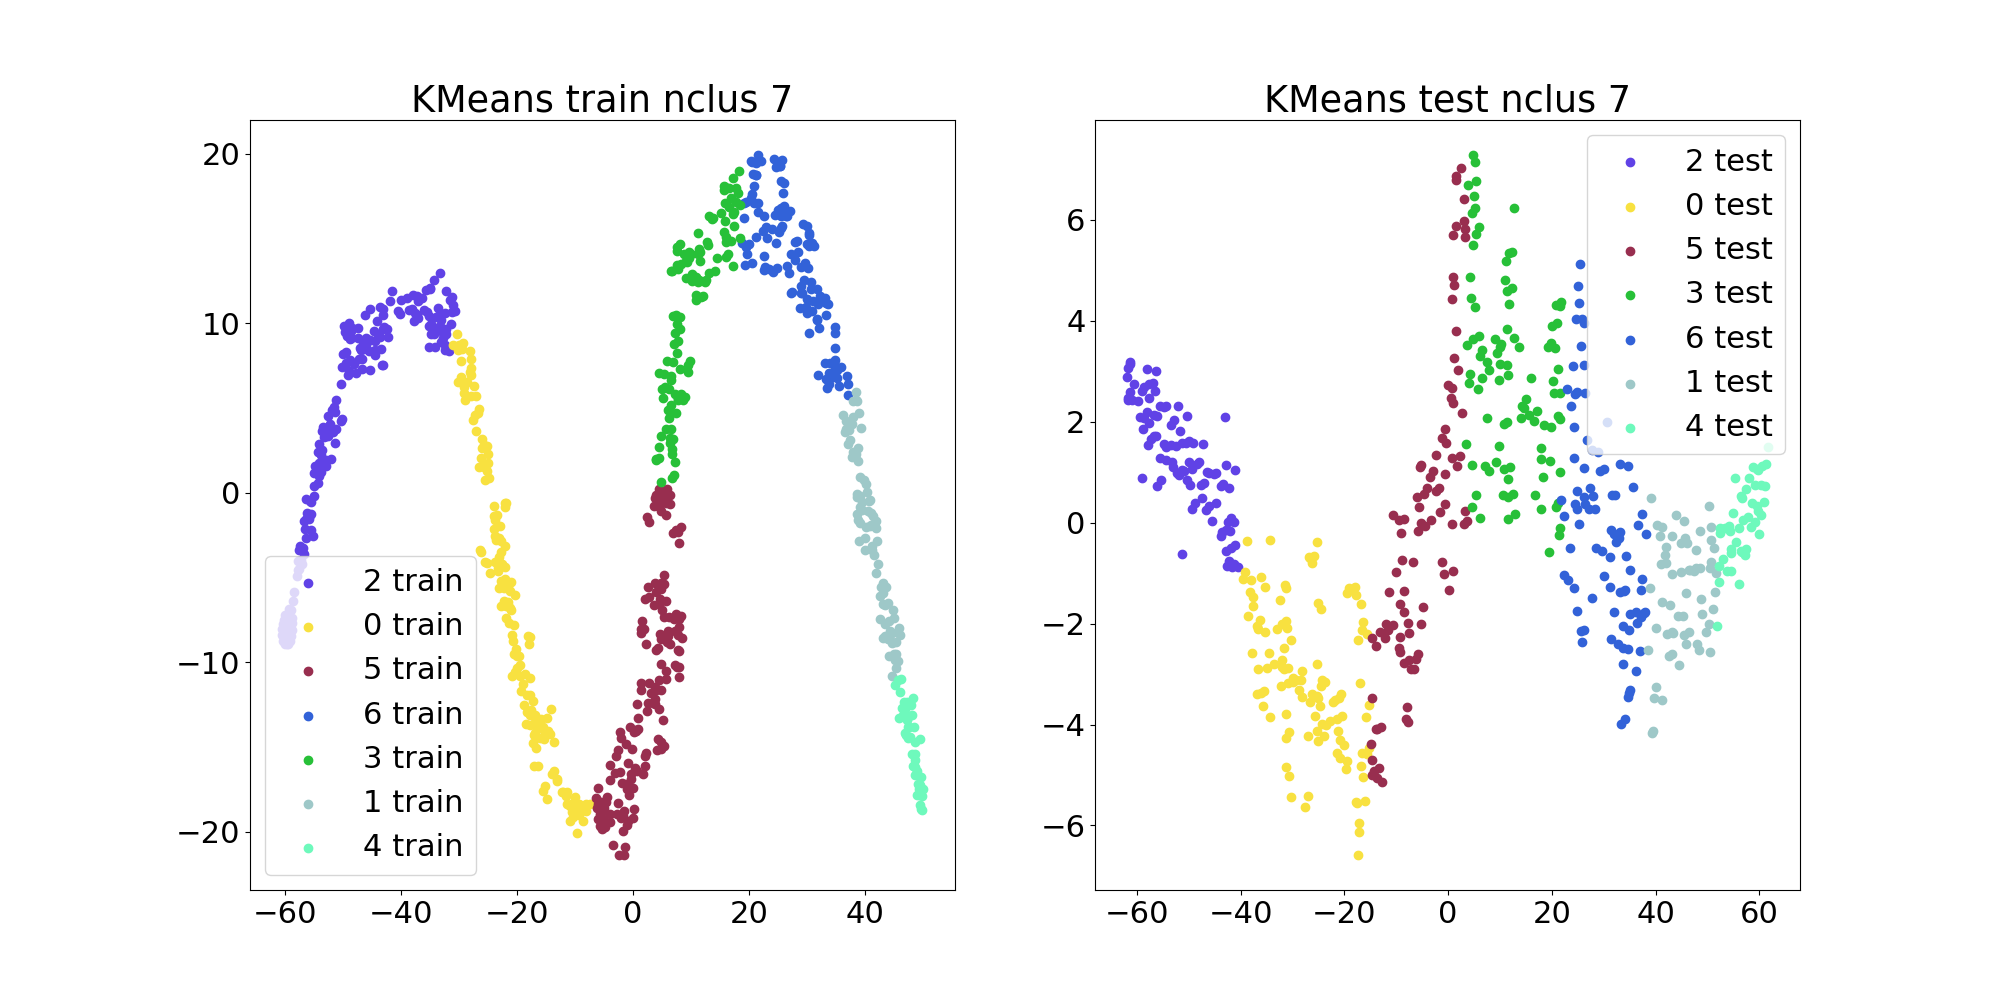 KMeans train nclus 7
20
10
0
−10
−20
−60
−40
−20
0
20
40
2 train
0 train
5 train
6 train
3 train
1 train
4 train
KMeans test nclus 7
6
4
2
0
−2
−4
−6
−60
−40
−20
0
20
40
60
2 test
0 test
5 test
3 test
6 test
1 test
4 test